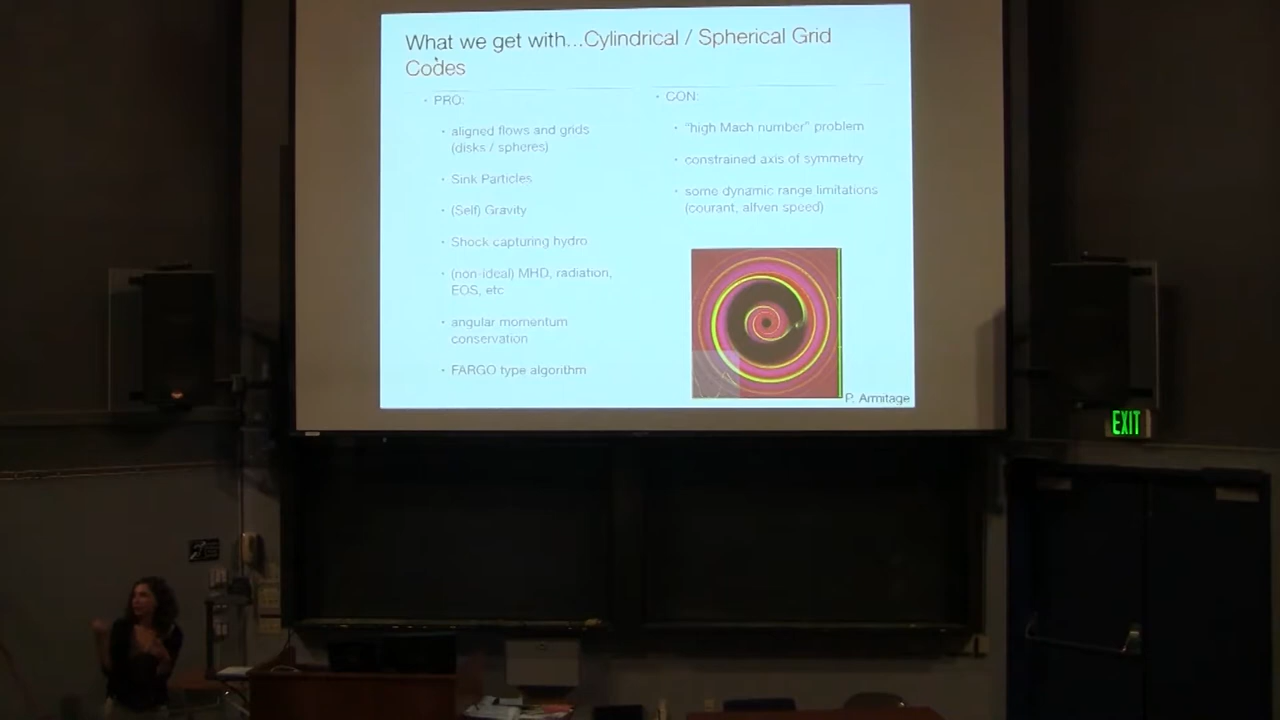 What we get with...Cylindrical / Spherical Grid
Codes
· PRO:
· aligned flows and grids
(disks / spheres)
· Sink Particles
· (Self) Gravity
· Shock capturing hydro
· (non-ideal) MHD, radiation,
EOS, etc
· angular momentum
conservation
· FARGO type algorithm
· CON:
· "high Mach number" problem
· constrained axis of symmetry
· some dynamic range limitations
(courant, alfven speed)
P. Armitage
EXIT